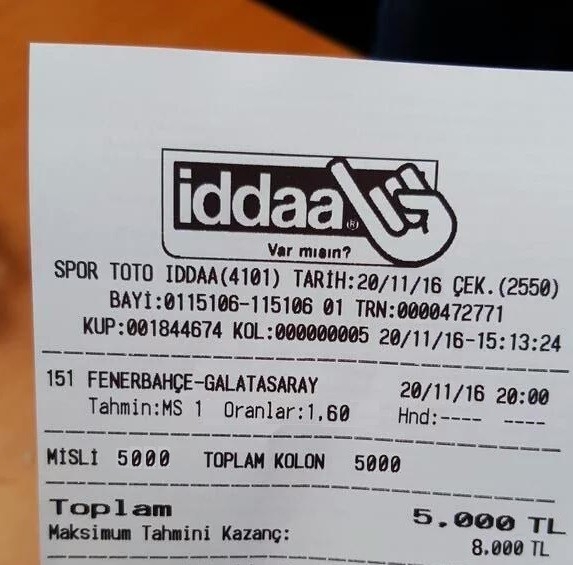 iddaa®
Var mısın?
SPOR TOTO IDDAA(4101) TARİH:20/11/16 ÇEK.(2550)
BAYİ:0115106-115106 01 TRN:0000472771
KUP:001844674 KOL:000000005 20/11/16-15:13:24
151 FENERBAHÇE-GALATASARAY 20/11/16 20:00
Tahmin:MS 1 Oranlar:1.60 Hnd:---- ----
MİSLİ 5000 TOPLAM KOLON 5000
Toplam 5.000 TL
Maksimum Tahmini Kazanç: 8.000 TL